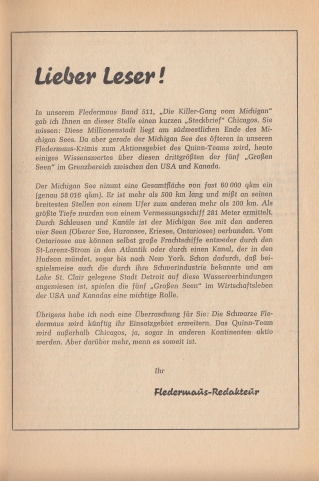 Lieber Leser!
In unserem Fledermaus Band 511, „Die Killer-Gang vom Michigan"
gab ich Ihnen an dieser Stelle einen kurzen „Steckbrief" Chicagos. Sie
wissen: Diese Millionenstadt liegt am südwestlichen Ende des Mi-
chigan Sees. Da aber gerade der Michigan See des öfteren in unseren
Fledermaus-Krimis zum Aktionsgebiet des Quinn-Teams wird, heute
einiges Wissenswertes über diesen drittgrößten der fünf „Großen
Seen" im Grenzbereich zwischen den USA und Kanada.
Der Michigan See nimmt eine Gesamtfläche von fast 60 000 qkm ein
(genau 58 016 qkm). Er ist mehr als 500 km lang und mißt an seinen
breitesten Stellen von einem Ufer zum anderen mehr als 160 km. Als
größte Tiefe wurden von einem Vermessungsschiff 281 Meter ermittelt.
Durch Schleusen und Kanäle ist der Michigan See mit den anderen
vier Seen (Oberer See, Huronsee, Eriesee, Ontariosee) verbunden. Vom
Ontariosee aus können selbst große Frachtschiffe entweder durch den
St-Lorenz-Strom in den Atlantik oder durch einen Kanal, der in den
Hudson mündet, sogar bis nach New York. Schon dadurch, daß bei-
spielsweise auch die durch ihre Schwerindustrie bekannte und am
Lake St. Clair gelegene Stadt Detroit auf diese Wasserverbindungen
angewiesen ist, spielen die fünf „Großen Seen" im Wirtschaftsleben
der USA und Kanadas eine wichtige Rolle.
Übrigens habe ich noch eine Überraschung für Sie: Die Schwarze Fle-
dermaus wird künftig ihr Einsatzgebiet erweitern. Das Quinn-Team
wird außerhalb Chicagos, ja, sogar in anderen Kontinenten aktiv
werden. Aber darüber mehr, wenn es soweit ist.
Ihr
Fledermaus-Redakteur